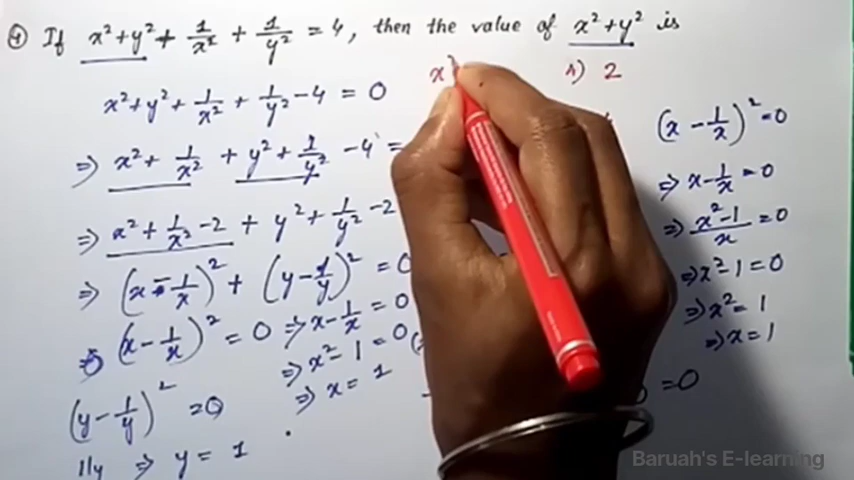 ④ If x² + y² + 1/x² + 1/y² = 4, then the value of x² + y² is
x² + y² + 1/x² + 1/y² - 4 = 0
⇒ x² + 1/x² + y² + 1/y² - 4 =
⇒ x² + 1/x² - 2 + y² + 1/y² - 2
⇒ (x - 1/x)² + (y - 1/y)² = 0
⇒ (x - 1/x)² = 0 ⇒ x - 1/x = 0
⇒ x² - 1 = 0
⇒ x = 1
(y - 1/y)² = 0
lly ⇒ y = 1
x²
2
(x - 1/x)² = 0
⇒ x - 1/x = 0
⇒ x² - 1/x = 0
⇒ x² - 1 = 0
⇒ x² = 1
⇒ x = 1
= 0
Baruah's E-learning